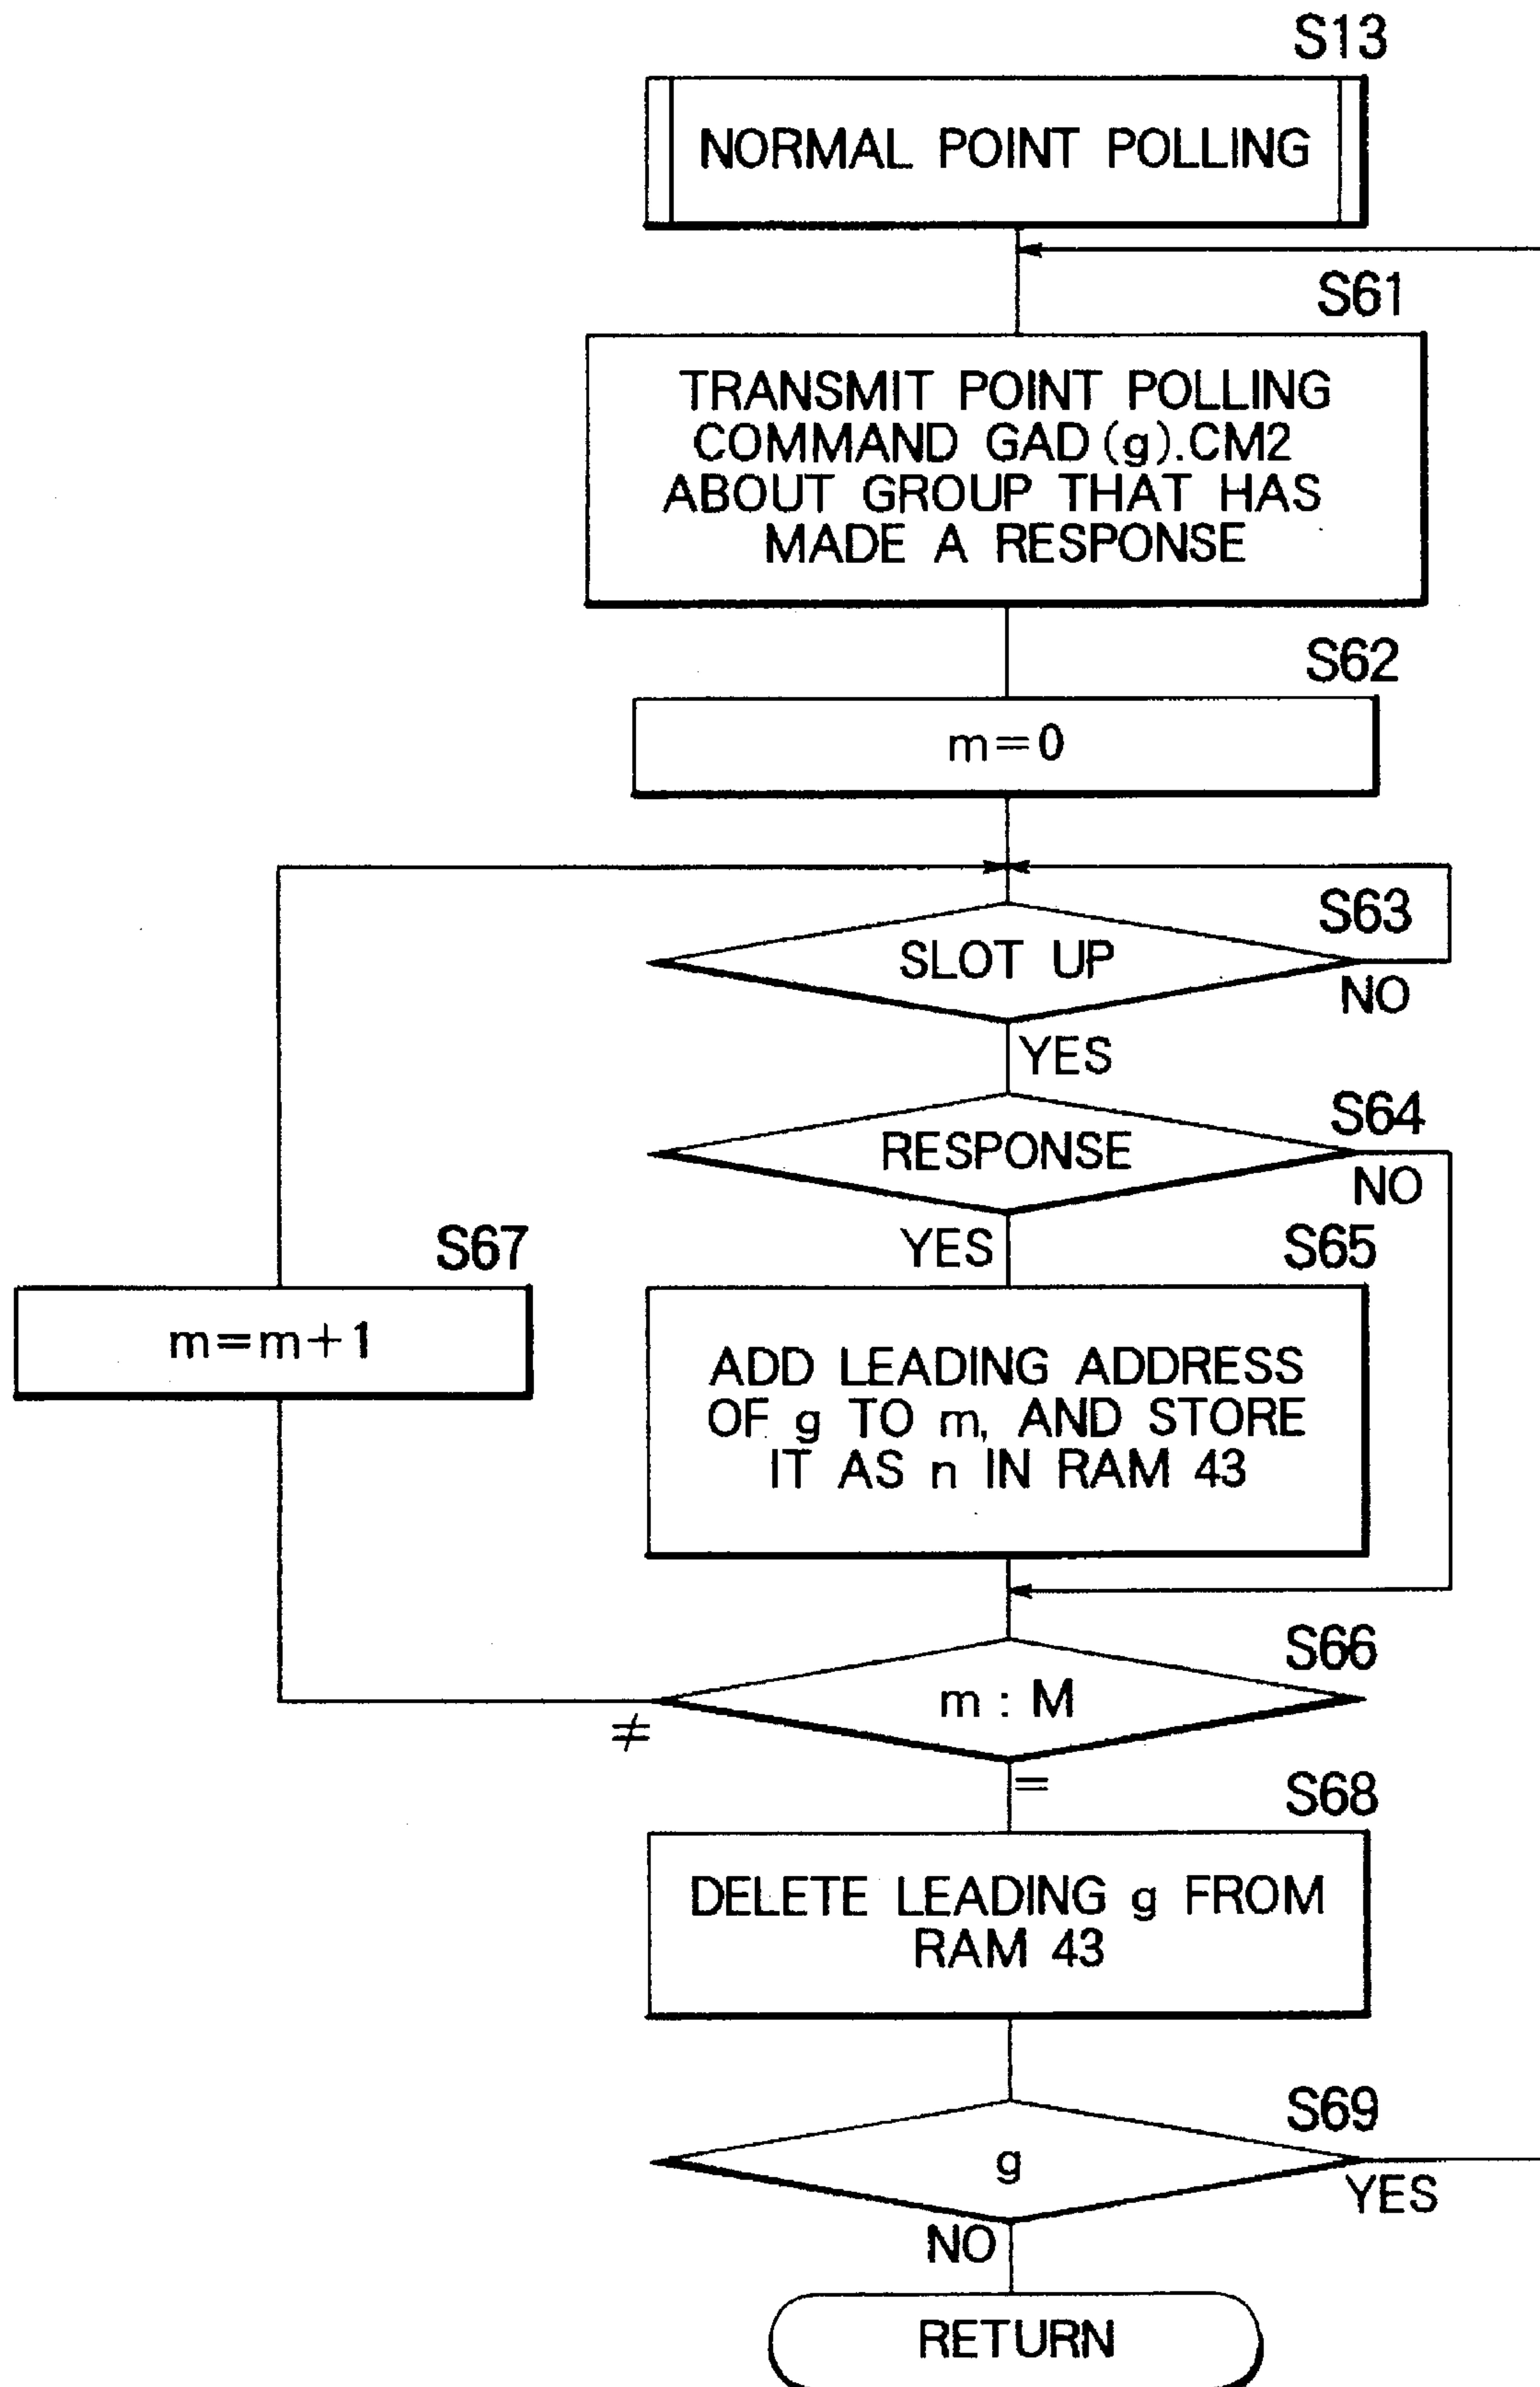 S13
NORMAL POINT POLLING
S61
TRANSMIT POINT POLLING
COMMAND GAD (g).CM2
ABOUT GROUP THAT HAS
MADE A RESPONSE
S62
m=0
S63
SLOT UP
NO
YES
S64
RESPONSE
NO
YES
S65
ADD LEADING ADDRESS
OF g TO m, AND STORE
IT AS n IN RAM 43
S67
m=m+1
S66
m : M
≠
=
S68
DELETE LEADING g FROM
RAM 43
S69
g
YES
NO
RETURN